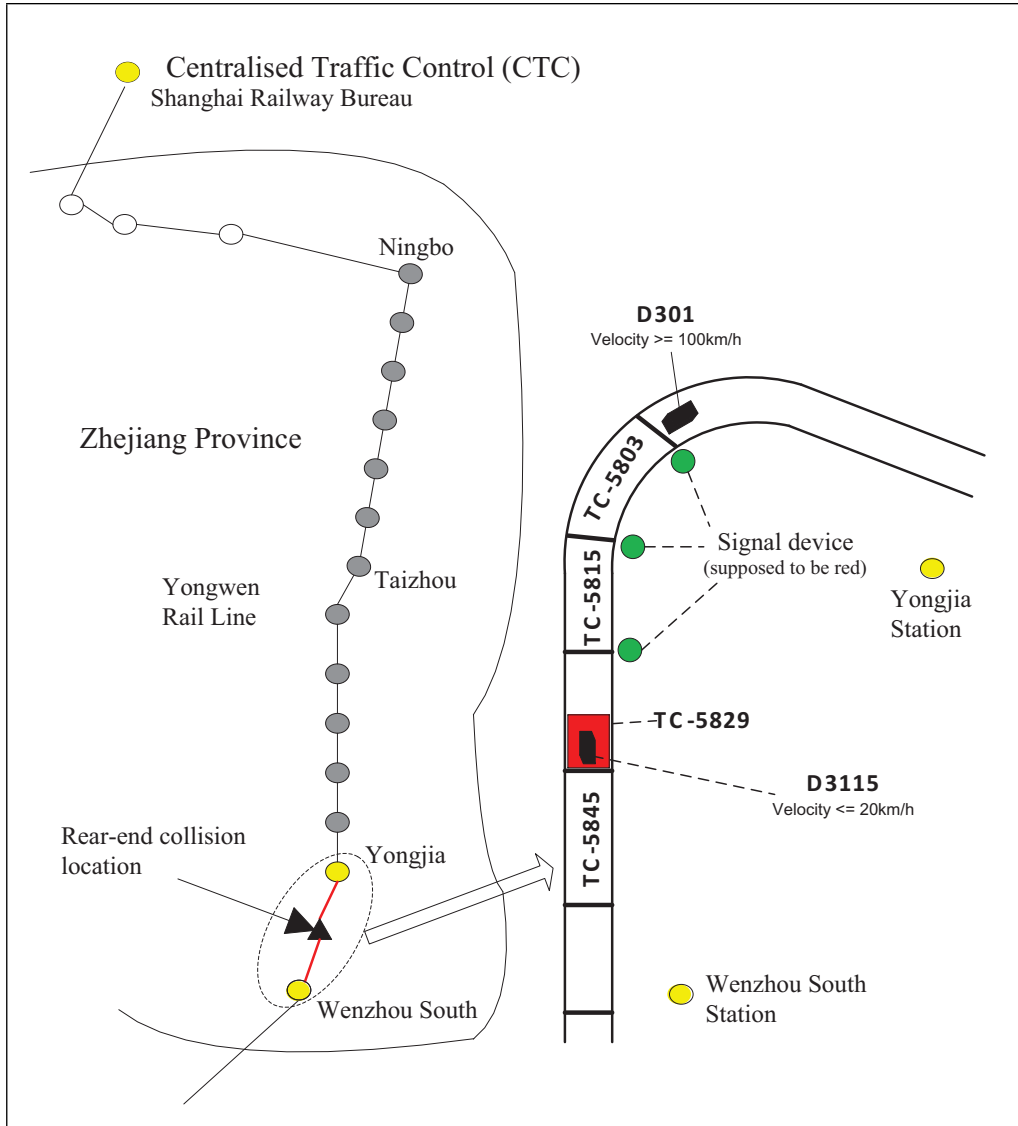 Centralised Traffic Control (CTC)
Shanghai Railway Bureau
Ningbo
Zhejiang Province
Taizhou
Yongwen
Rail Line
Rear-end collision
location
Yongjia
Wenzhou South
D301
Velocity >= 100km/h
TC-5803
TC-5815
Signal device
(supposed to be red)
Yongjia
Station
TC-5829
D3115
Velocity <= 20km/h
TC-5845
Wenzhou South
Station